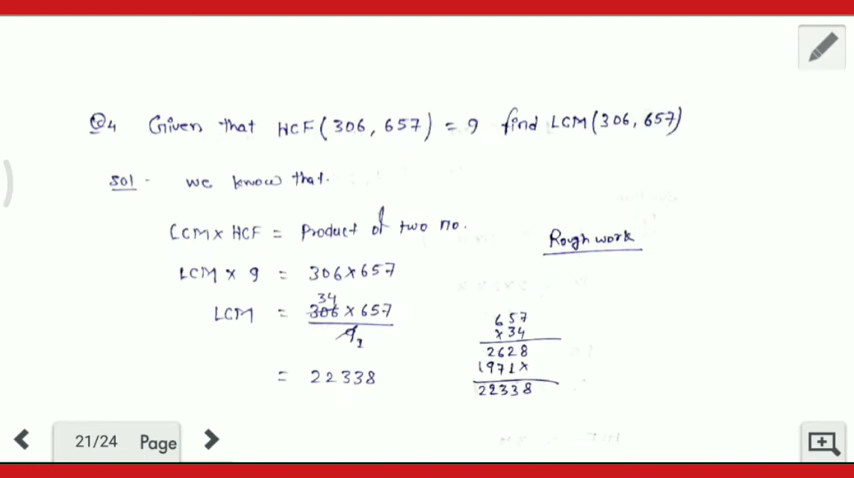 Q4 Given that HCF(306, 657) = 9 find LCM(306, 657)
Sol - we know that.
LCM x HCF = Product of two no.
LCM x 9 = 306 x 657
LCM = 306 x 657
34
9 1
= 22338
Rough work
657
x 34
2628
1971x
22338
21/24 Page